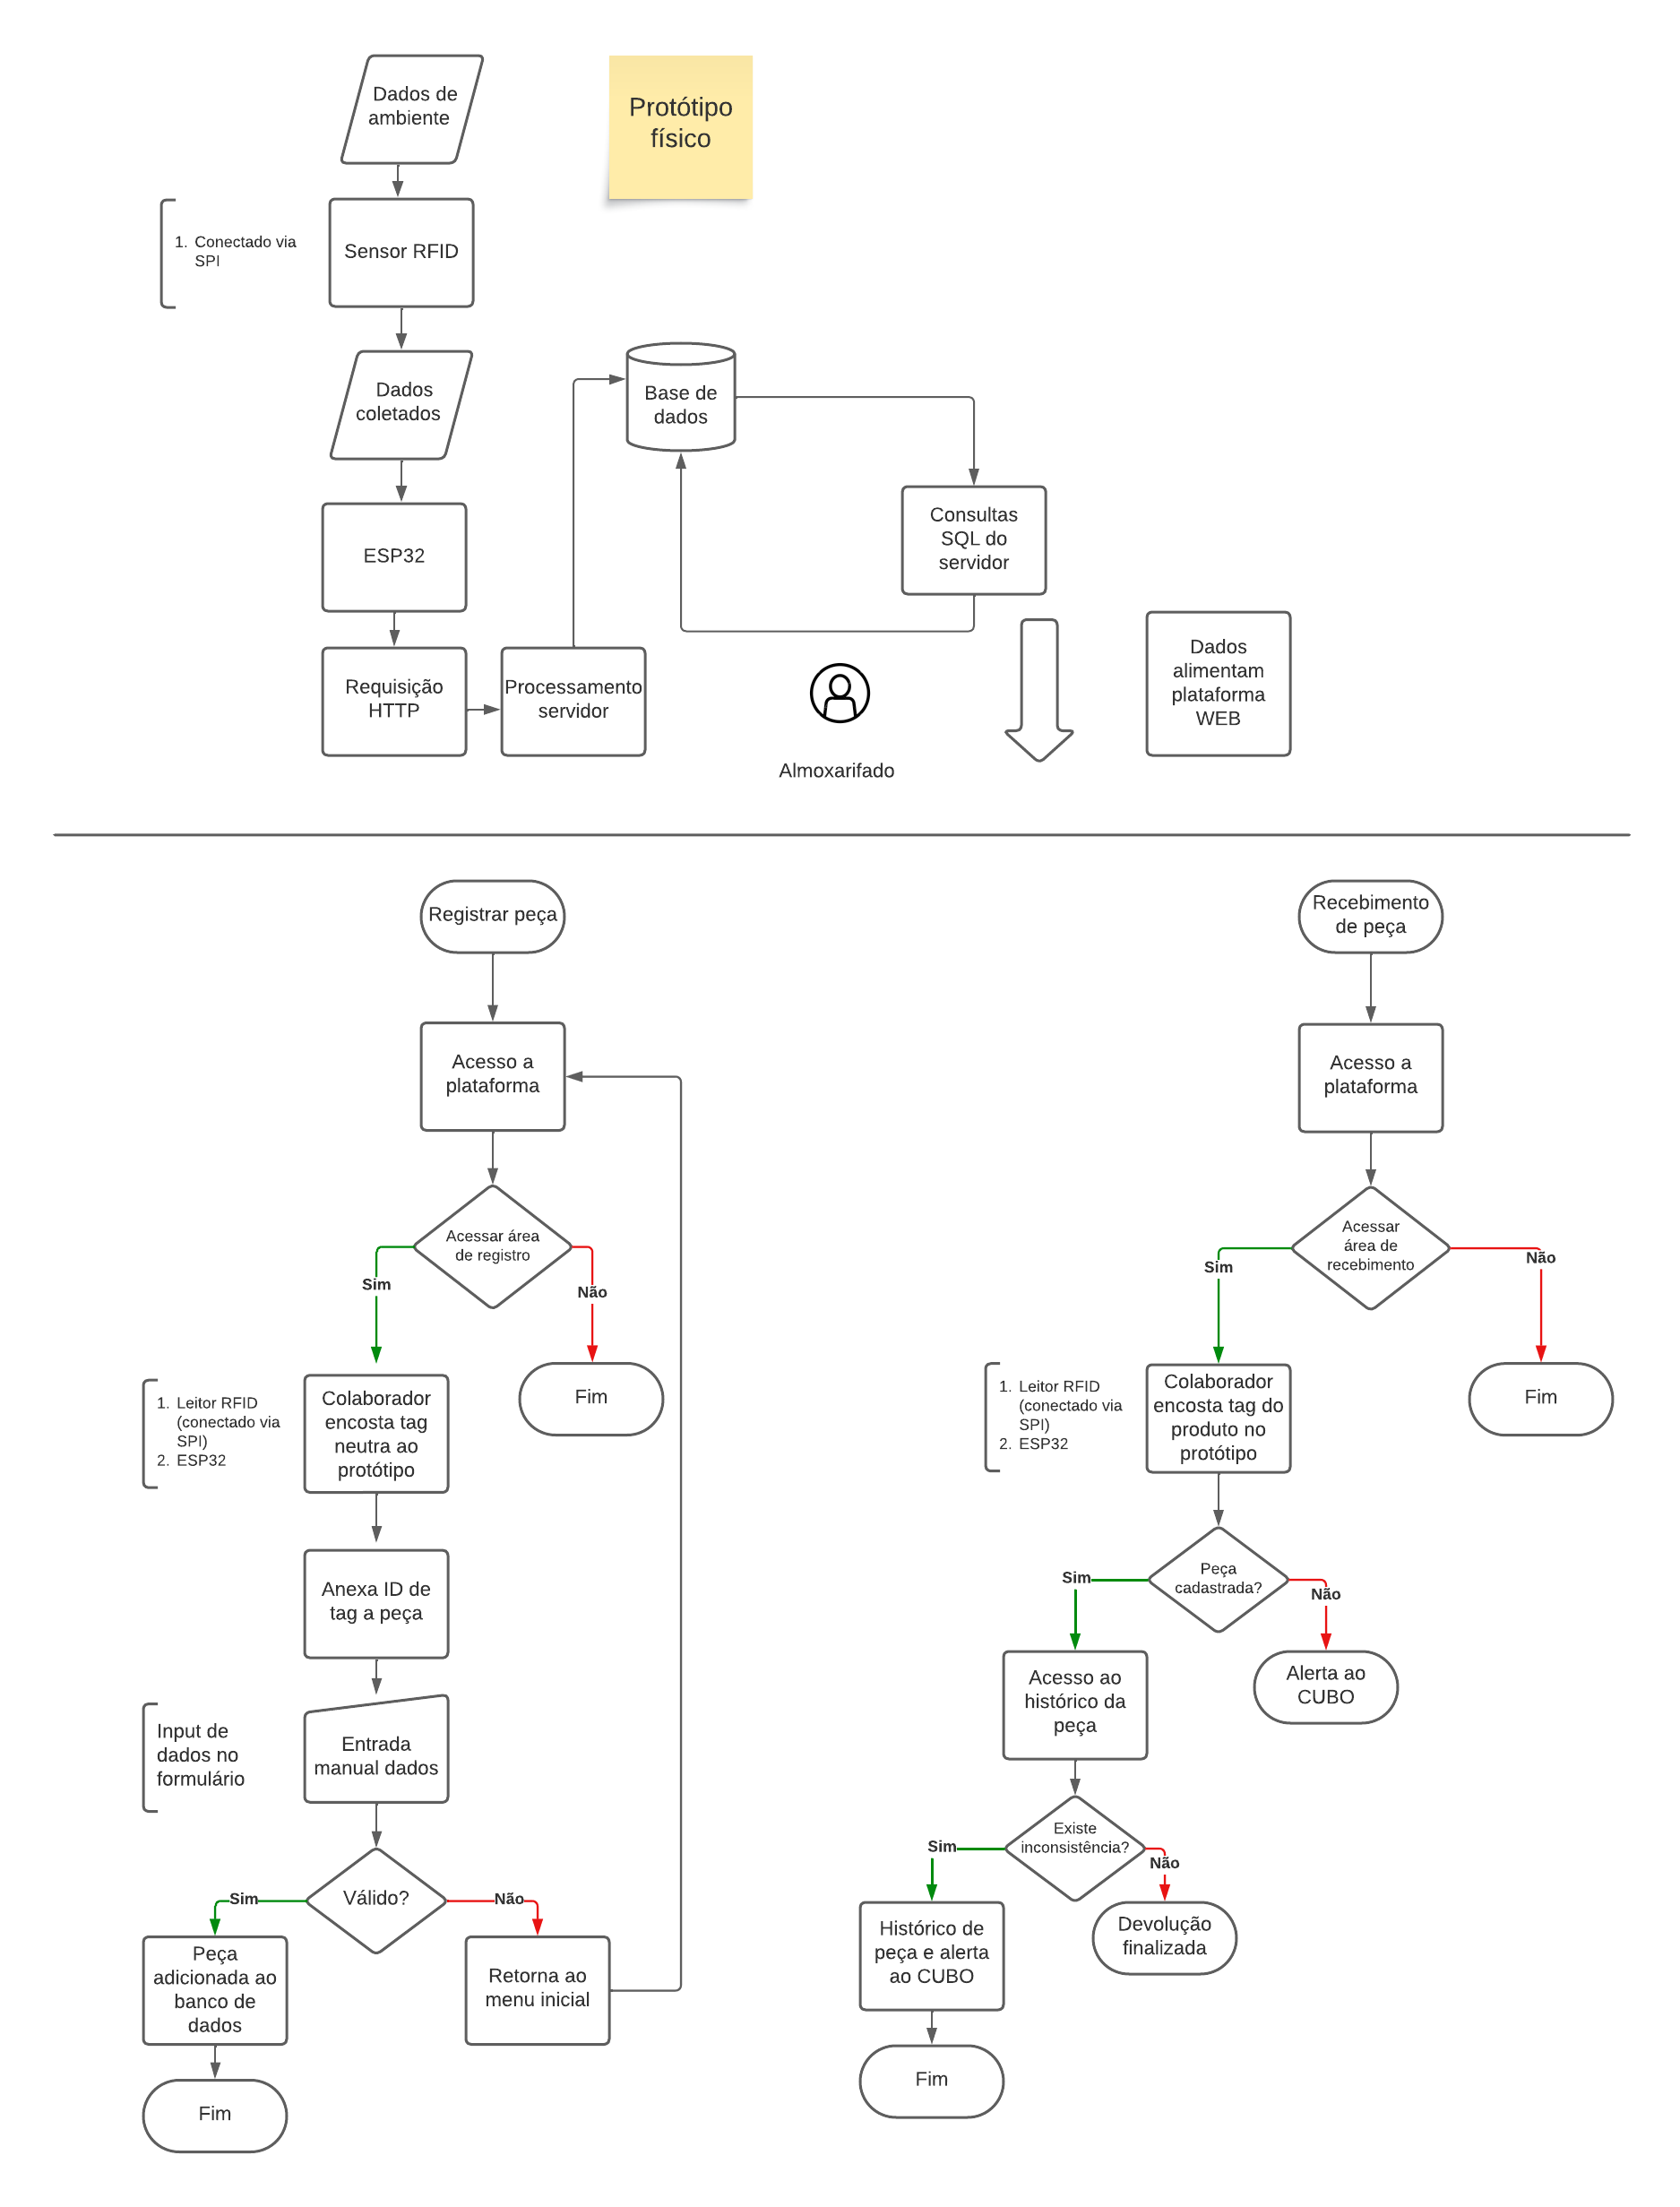 Dados de
ambiente
Protótipo
físico
1. Conectado via
SPI
Sensor RFID
Dados
coletados
Base de
dados
ESP32
Consultas
SQL do
servidor
Requisição
HTTP
Processamento
servidor
Almoxarifado
Dados
alimentam
plataforma
WEB
Registrar peça
Acesso a
plataforma
Acessar área
de registro
Sim
Não
Fim
1. Leitor RFID
(conectado via
SPI)
2. ESP32
Colaborador
encosta tag
neutra ao
protótipo
Anexa ID de
tag a peça
Input de
dados no
formulário
Entrada
manual dados
Válido?
Sim
Não
Peça
adicionada ao
banco de
dados
Retorna ao
menu inicial
Fim
Recebimento
de peça
Acesso a
plataforma
Acessar
área de
recebimento
Sim
Não
Fim
1. Leitor RFID
(conectado via
SPI)
2. ESP32
Colaborador
encosta tag do
produto no
protótipo
Peça
cadastrada?
Sim
Não
Acesso ao
histórico da
peça
Alerta ao
CUBO
Existe
inconsistência?
Sim
Não
Histórico de
peça e alerta
ao CUBO
Devolução
finalizada
Fim